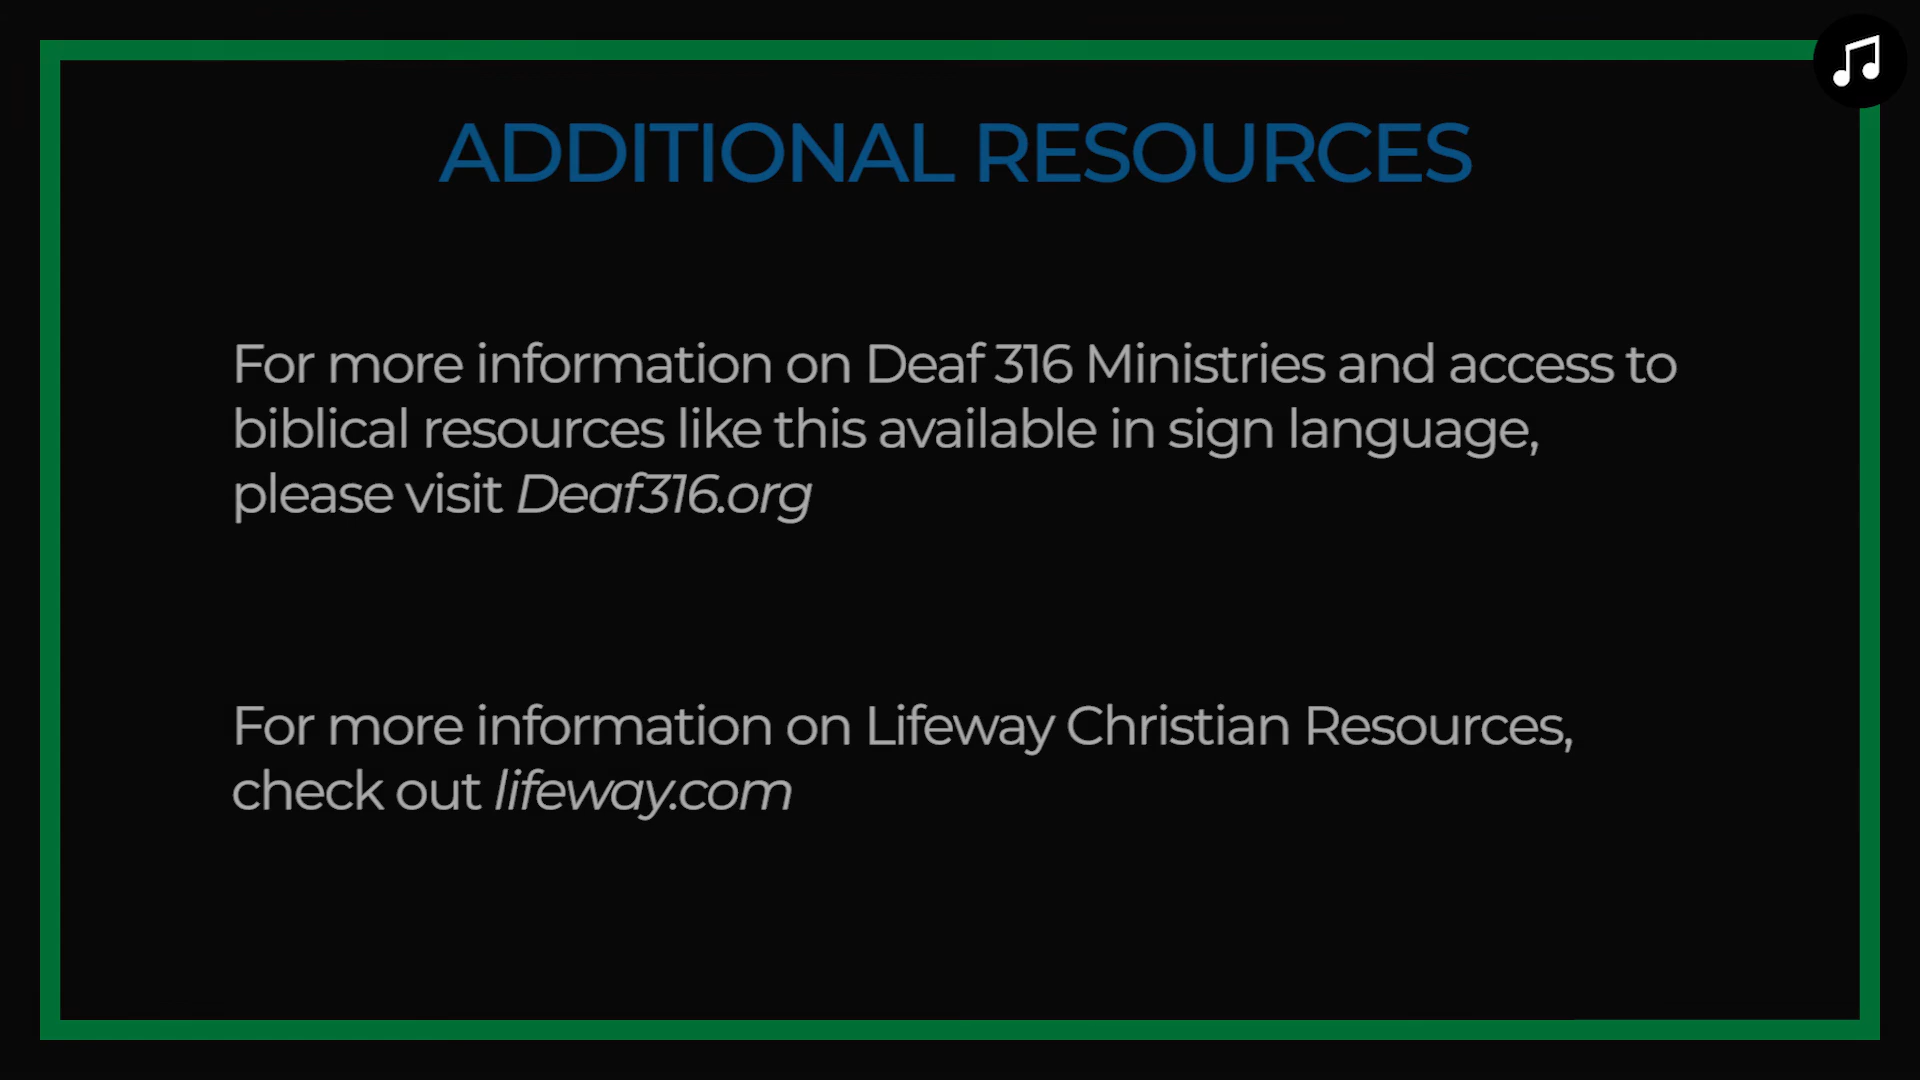 ADDITIONAL RESOURCES
For more information on Deaf 316 Ministries and access to
biblical resources like this available in sign language,
please visit Deaf316.org
For more information on Lifeway Christian Resources,
check out lifeway.com